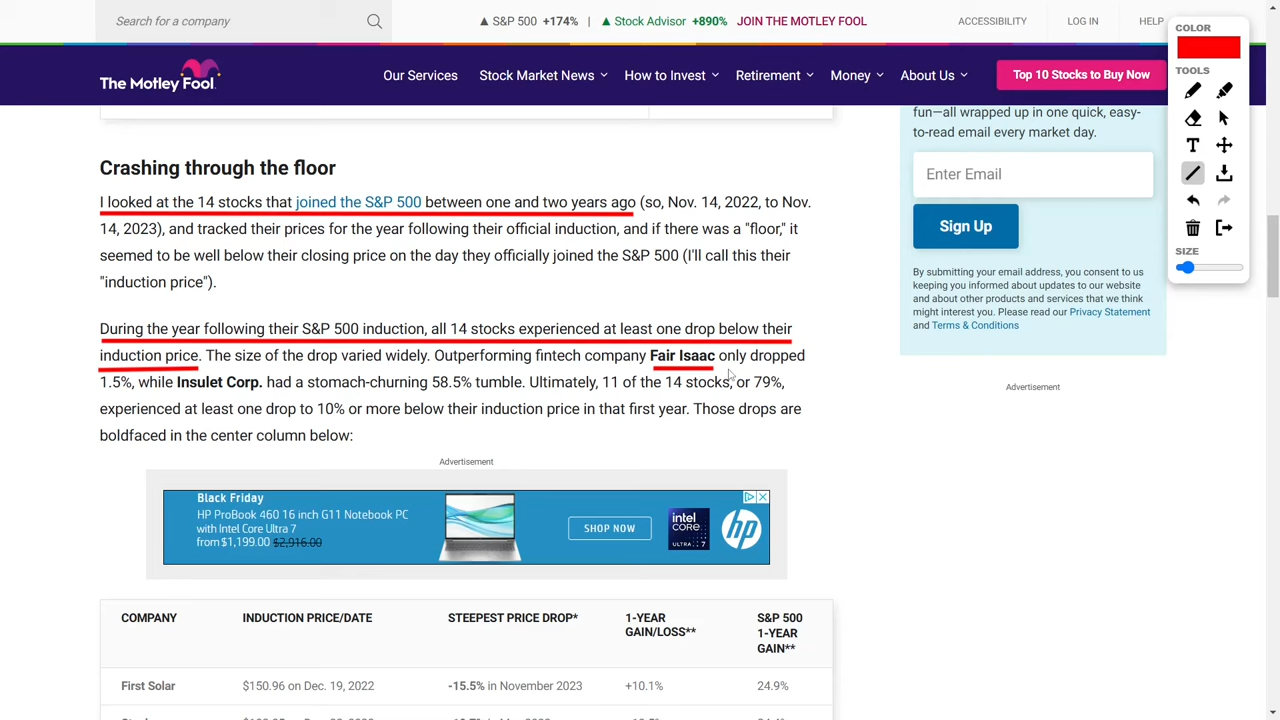 Search for a company
▲ S&P 500 +174% | ▲ Stock Advisor +890% JOIN THE MOTLEY FOOL
ACCESSIBILITY
LOG IN
HELP
The Motley Fool
Our Services
Stock Market News
How to Invest
Retirement
Money
About Us
Top 10 Stocks to Buy Now
COLOR
TOOLS
T
SIZE
fun—all wrapped up in one quick, easy-
to-read email every market day.
Enter Email
Sign Up
By submitting your email address, you consent to us
keeping you informed about updates to our website
and about other products and services that we think
might interest you. Please read our Privacy Statement
and Terms & Conditions
Advertisement
Crashing through the floor
I looked at the 14 stocks that joined the S&P 500 between one and two years ago (so, Nov. 14, 2022, to Nov.
14, 2023), and tracked their prices for the year following their official induction, and if there was a "floor," it
seemed to be well below their closing price on the day they officially joined the S&P 500 (I'll call this their
"induction price").
During the year following their S&P 500 induction, all 14 stocks experienced at least one drop below their
induction price. The size of the drop varied widely. Outperforming fintech company Fair Isaac only dropped
1.5%, while Insulet Corp. had a stomach-churning 58.5% tumble. Ultimately, 11 of the 14 stocks, or 79%,
experienced at least one drop to 10% or more below their induction price in that first year. Those drops are
boldfaced in the center column below:
Advertisement
Black Friday
HP ProBook 460 16 inch G11 Notebook PC
with Intel Core Ultra 7
from $1,199.00 $2,916.00
SHOP NOW
intel
CORE
ULTRA 7
hp
COMPANY INDUCTION PRICE/DATE STEEPEST PRICE DROP* 1-YEAR GAIN/LOSS** S&P 500 1-YEAR GAIN**
First Solar $150.96 on Dec. 19, 2022 -15.5% in November 2023 +10.1% 24.9%